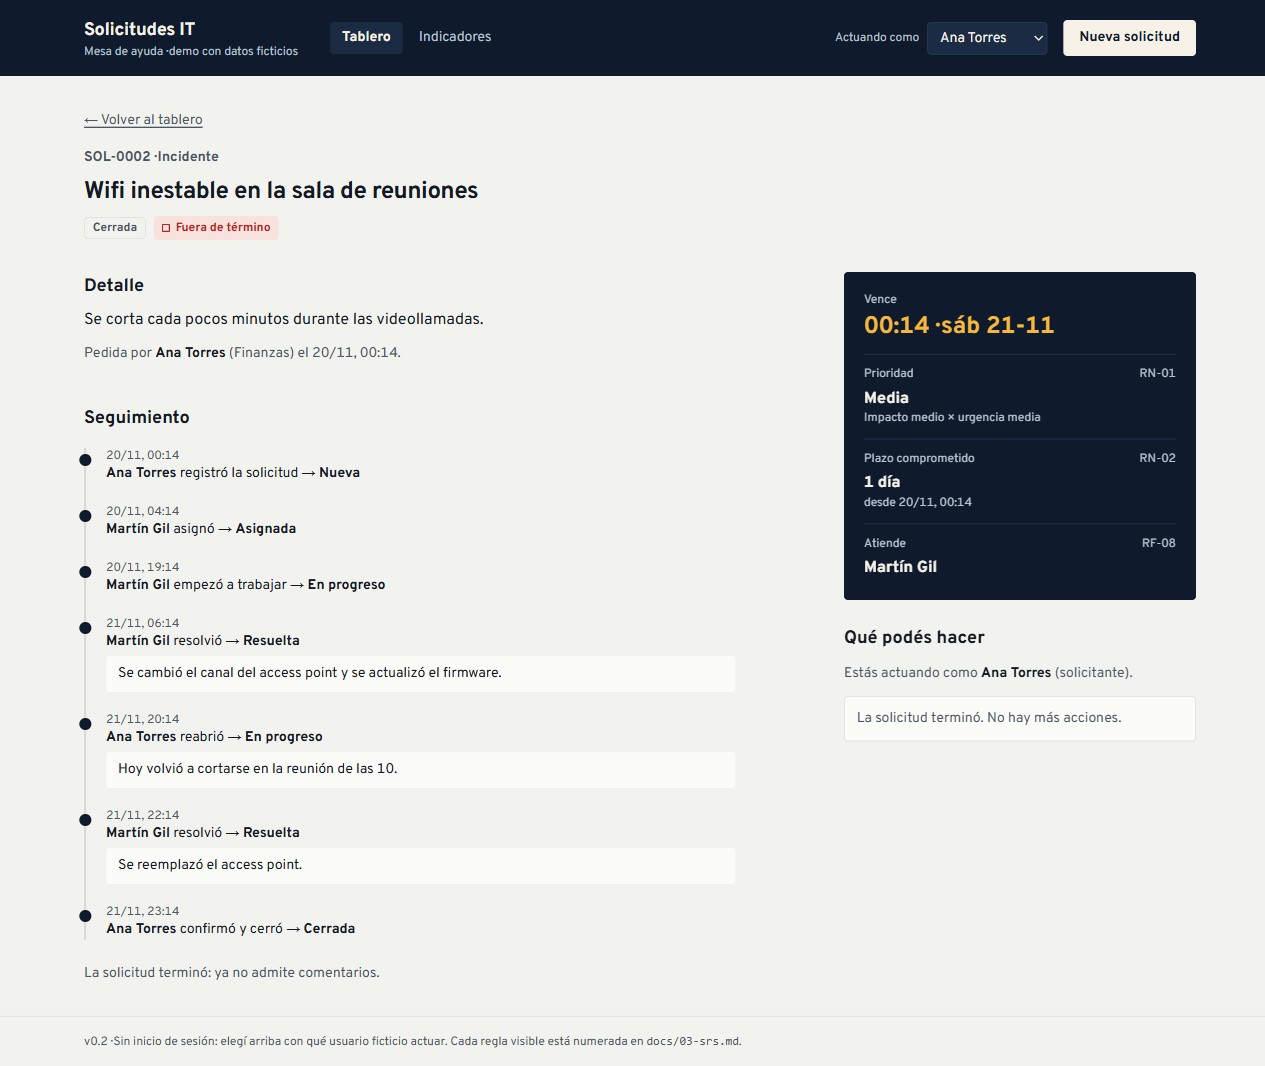 Solicitudes IT
Mesa de ayuda · demo con datos ficticios
Tablero
Indicadores
Actuando como
Ana Torres
Nueva solicitud
← Volver al tablero
SOL-0002 · Incidente
Wifi inestable en la sala de reuniones
Cerrada
Fuera de término
Detalle
Se corta cada pocos minutos durante las videollamadas.
Pedida por Ana Torres (Finanzas) el 20/11, 00:14.
Seguimiento
20/11, 00:14
Ana Torres registró la solicitud → Nueva
20/11, 04:14
Martín Gil asignó → Asignada
20/11, 19:14
Martín Gil empezó a trabajar → En progreso
21/11, 06:14
Martín Gil resolvió → Resuelta
Se cambió el canal del access point y se actualizó el firmware.
21/11, 20:14
Ana Torres reabrió → En progreso
Hoy volvió a cortarse en la reunión de las 10.
21/11, 22:14
Martín Gil resolvió → Resuelta
Se reemplazó el access point.
21/11, 23:14
Ana Torres confirmó y cerró → Cerrada
La solicitud terminó: ya no admite comentarios.
Vence
00:14 · sáb 21-11
Prioridad RN-01
Media
Impacto medio × urgencia media
Plazo comprometido RN-02
1 día
desde 20/11, 00:14
Atiende RF-08
Martín Gil
Qué podés hacer
Estás actuando como Ana Torres (solicitante).
La solicitud terminó. No hay más acciones.
v0.2 · Sin inicio de sesión: elegí arriba con qué usuario ficticio actuar. Cada regla visible está numerada en docs/03-srs.md.